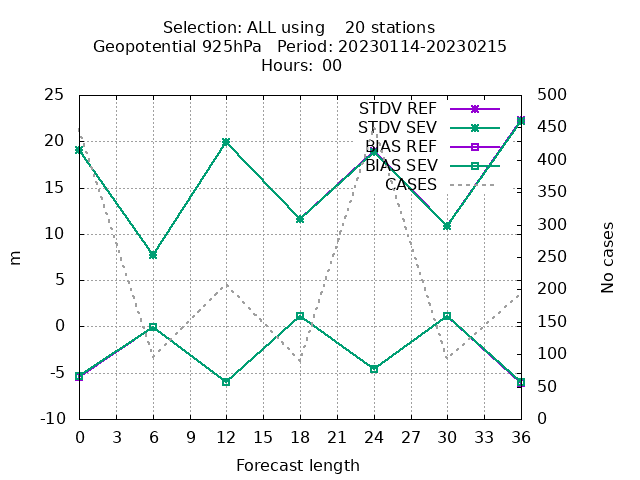 Selection: ALL using    20 stations
Geopotential 925hPa   Period: 20230114-20230215
Hours: 00
25
20
15
10
5
0
-5
-10
m
STDV REF
STDV SEV
BIAS REF
BIAS SEV
CASES
500
450
400
350
300
250
200
150
100
50
0
No cases
0 3 6 9 12 15 18 21 24 27 30 33 36
Forecast length